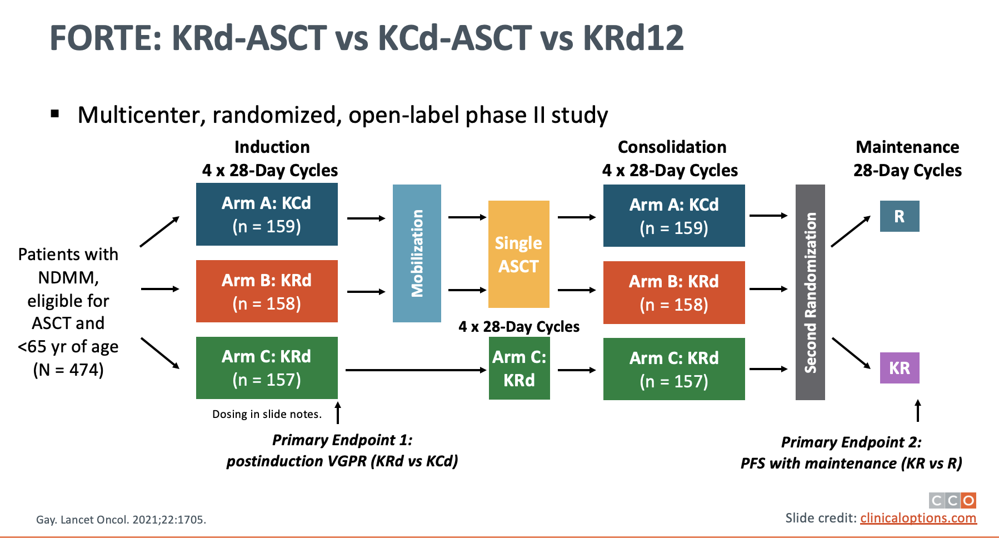 FORTE: KRd-ASCT vs KCd-ASCT vs KRd12
▪ Multicenter, randomized, open-label phase II study
Induction
4 x 28-Day Cycles
Consolidation
4 x 28-Day Cycles
Maintenance
28-Day Cycles
Patients with
NDMM,
eligible for
ASCT and
<65 yr of age
(N = 474)
Arm A: KCd
(n = 159)
Arm B: KRd
(n = 158)
Arm C: KRd
(n = 157)
Mobilization
Single
ASCT
4 x 28-Day Cycles
Arm C:
KRd
Arm A: KCd
(n = 159)
Arm B: KRd
(n = 158)
Arm C: KRd
(n = 157)
Second Randomization
R
KR
Dosing in slide notes.
Primary Endpoint 1:
postinduction VGPR (KRd vs KCd)
Primary Endpoint 2:
PFS with maintenance (KR vs R)
Gay. Lancet Oncol. 2021;22:1705.
CCO
Slide credit: clinicaloptions.com